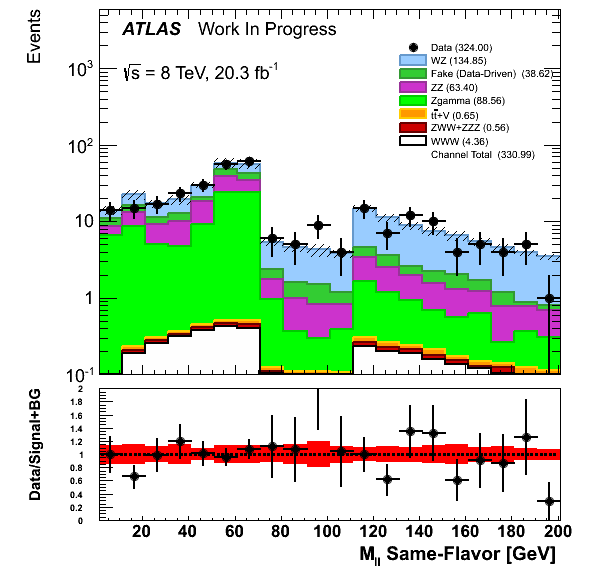 ATLAS Work In Progress
√s = 8 TeV, 20.3 fb⁻¹
Data (324.00)
WZ (134.85)
Fake (Data-Driven) (38.62)
ZZ (63.40)
Zgamma (88.56)
tt̄+V (0.65)
ZWW+ZZZ (0.56)
WWW (4.36)
Channel Total (330.99)
Events
10³
10²
10
1
10⁻¹
Data/Signal+BG
2
1.8
1.6
1.4
1.2
1
0.8
0.6
0.4
0.2
0
20 40 60 80 100 120 140 160 180 200
M_ll Same-Flavor [GeV]